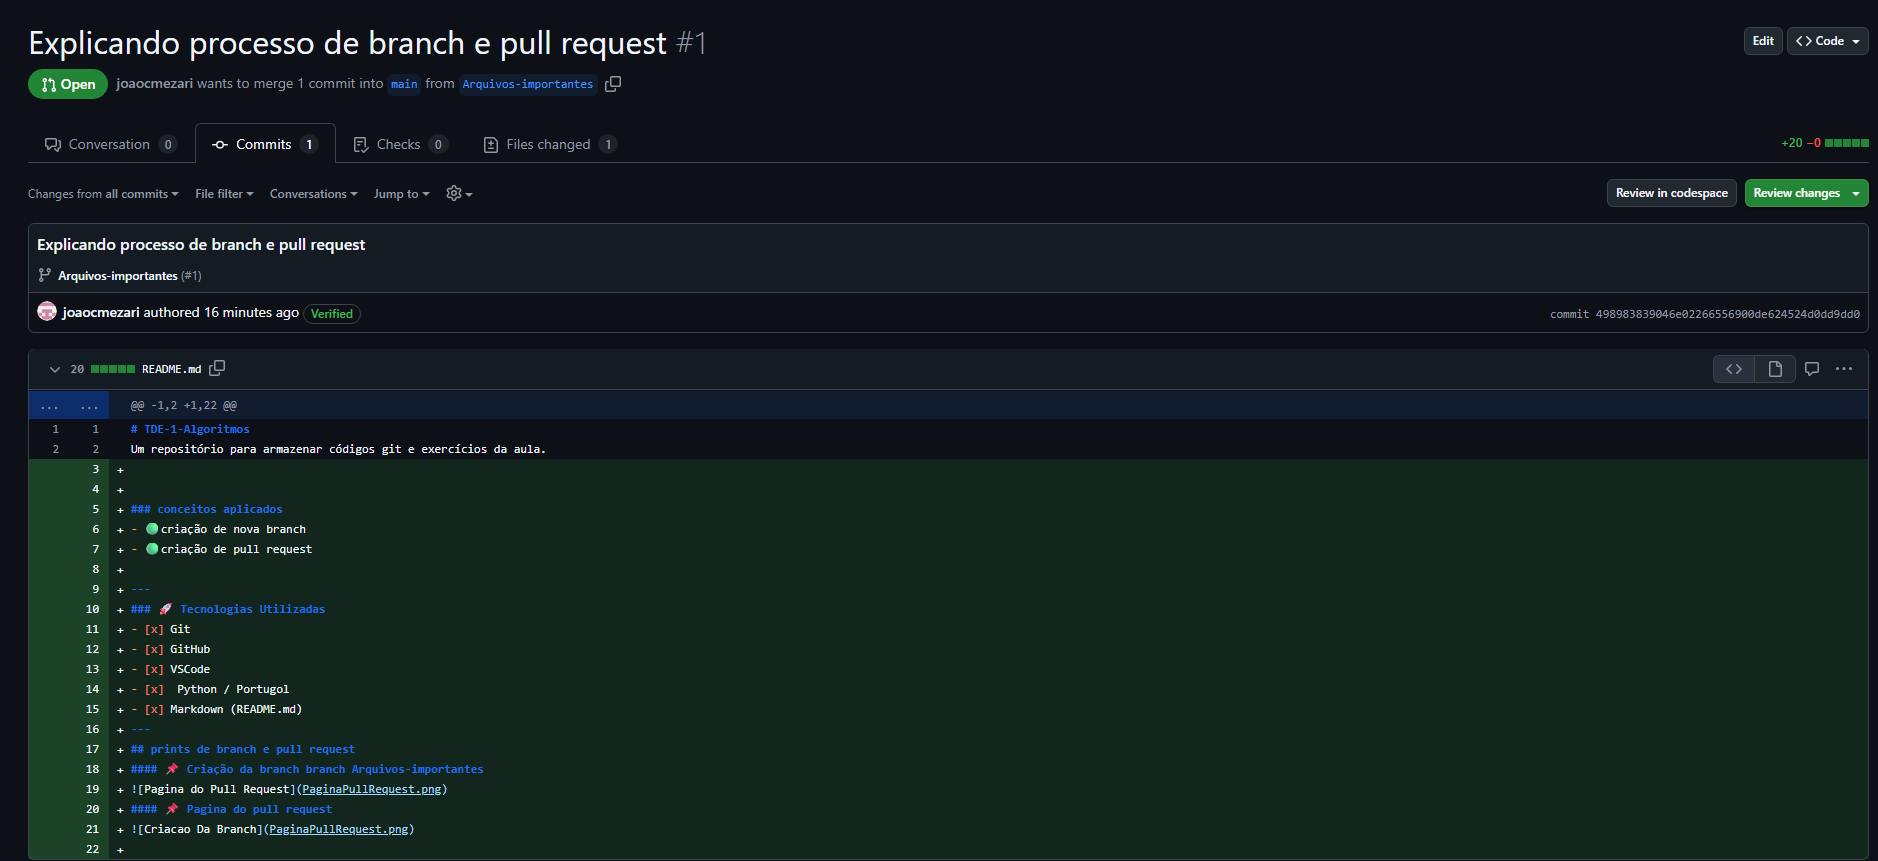 Explicando processo de branch e pull request #1
Edit
<> Code
Open
joaocmezari wants to merge 1 commit into main from Arquivos-importantes
Conversation 0
Commits 1
Checks 0
Files changed 1
+20 −0
Changes from all commits
File filter
Conversations
Jump to
Review in codespace
Review changes
Explicando processo de branch e pull request
Arquivos-importantes (#1)
joaocmezari authored 16 minutes ago Verified
commit 498983839046e02266556900de624524d0dd9dd0
20 README.md
... ... @@ -1,2 +1,22 @@
1 1 # TDE-1-Algoritmos
2 2 Um repositório para armazenar códigos git e exercícios da aula.
3 +
4 +
5 + ### conceitos aplicados
6 + - 🟢criação de nova branch
7 + - 🟢criação de pull request
8 +
9 + ---
10 + ### 🚀 Tecnologias Utilizadas
11 + - [x] Git
12 + - [x] GitHub
13 + - [x] VSCode
14 + - [x]  Python / Portugol
15 + - [x] Markdown (README.md)
16 + ---
17 + ## prints de branch e pull request
18 + #### 📌 Criação da branch branch Arquivos-importantes
19 + ![Pagina do Pull Request](PaginaPullRequest.png)
20 + #### 📌 Pagina do pull request
21 + ![Criacao Da Branch](PaginaPullRequest.png)
22 +